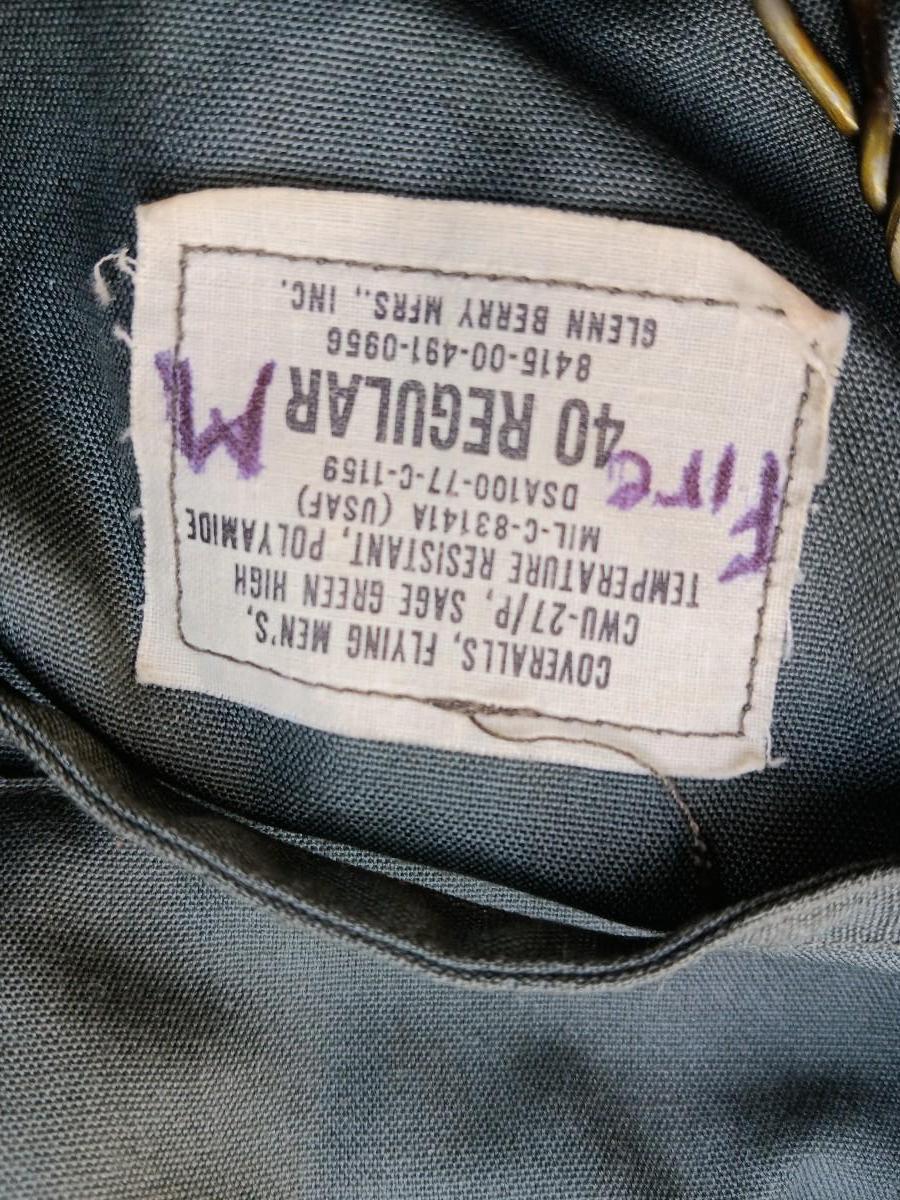 COVERALLS, FLYING MEN'S,
CWU-27/P, SAGE GREEN HIGH
TEMPERATURE RESISTANT, POLYAMIDE
MIL-C-83141A (USAF)
DSA100-77-C-1159
Fire M
40 REGULAR
8415-00-491-0956
GLENN BERRY MFRS., INC.